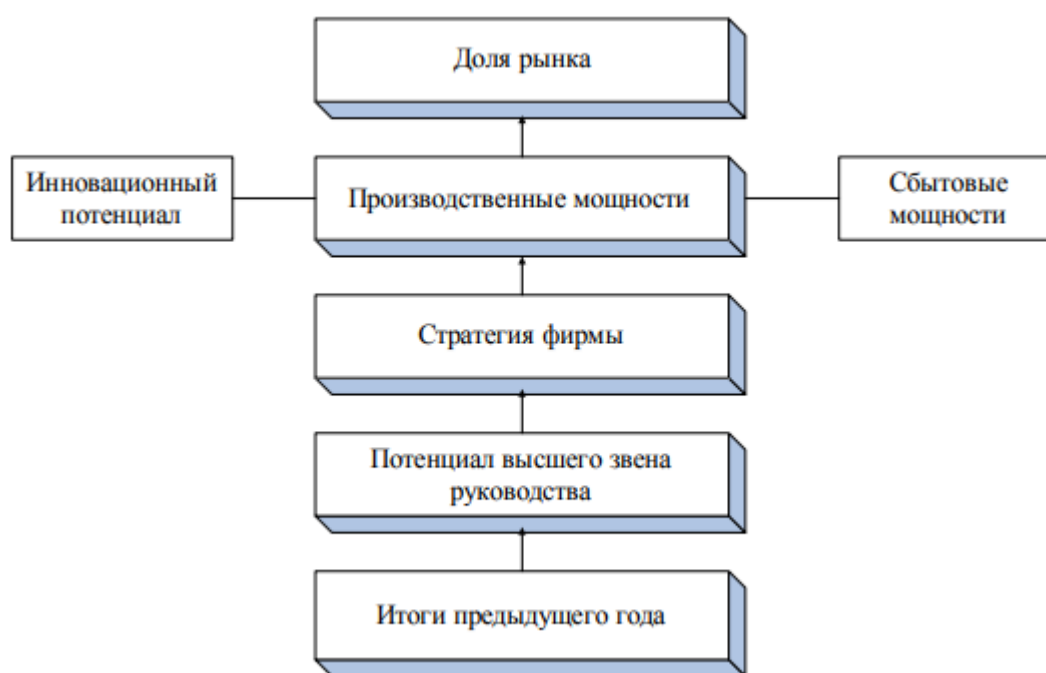 Доля рынка
Инновационный
потенциал
Производственные мощности
Сбытовые
мощности
Стратегия фирмы
Потенциал высшего звена
руководства
Итоги предыдущего года